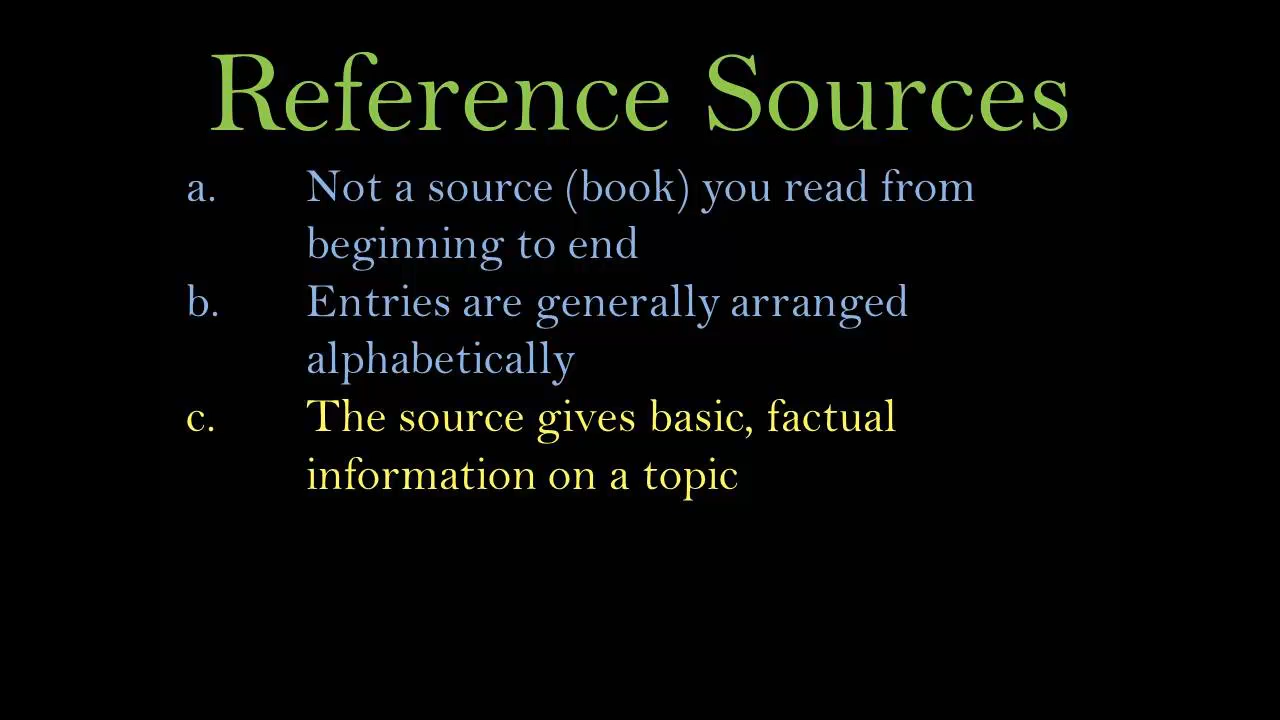 Reference Sources
a. Not a source (book) you read from
beginning to end
b. Entries are generally arranged
alphabetically
c. The source gives basic, factual
information on a topic